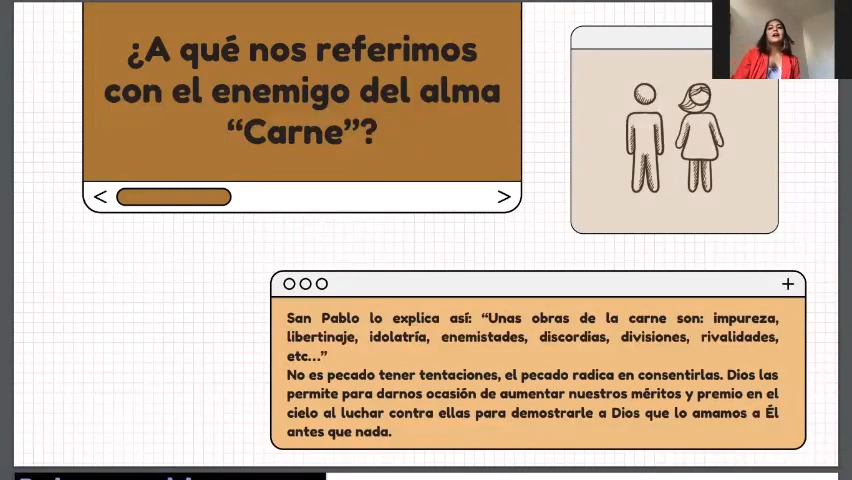 ¿A qué nos referimos
con el enemigo del alma
“Carne”?
San Pablo lo explica así: “Unas obras de la carne son: impureza,
libertinaje, idolatría, enemistades, discordias, divisiones, rivalidades,
etc...”
No es pecado tener tentaciones, el pecado radica en consentirlas. Dios las
permite para darnos ocasión de aumentar nuestros méritos y premio en el
cielo al luchar contra ellas para demostrarle a Dios que lo amamos a Él
antes que nada.